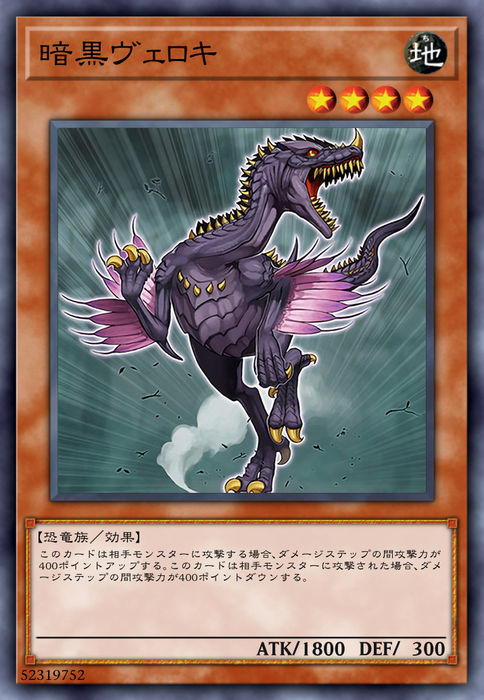 暗黒ヴェロキ
ち
地
【恐竜族／効果】
このカードは相手モンスターに攻撃する場合、ダメージステップの間攻撃力が
400ポイントアップする。このカードは相手モンスターに攻撃された場合、ダメ
ージステップの間攻撃力が400ポイントダウンする。
ATK/1800 DEF/ 300
52319752